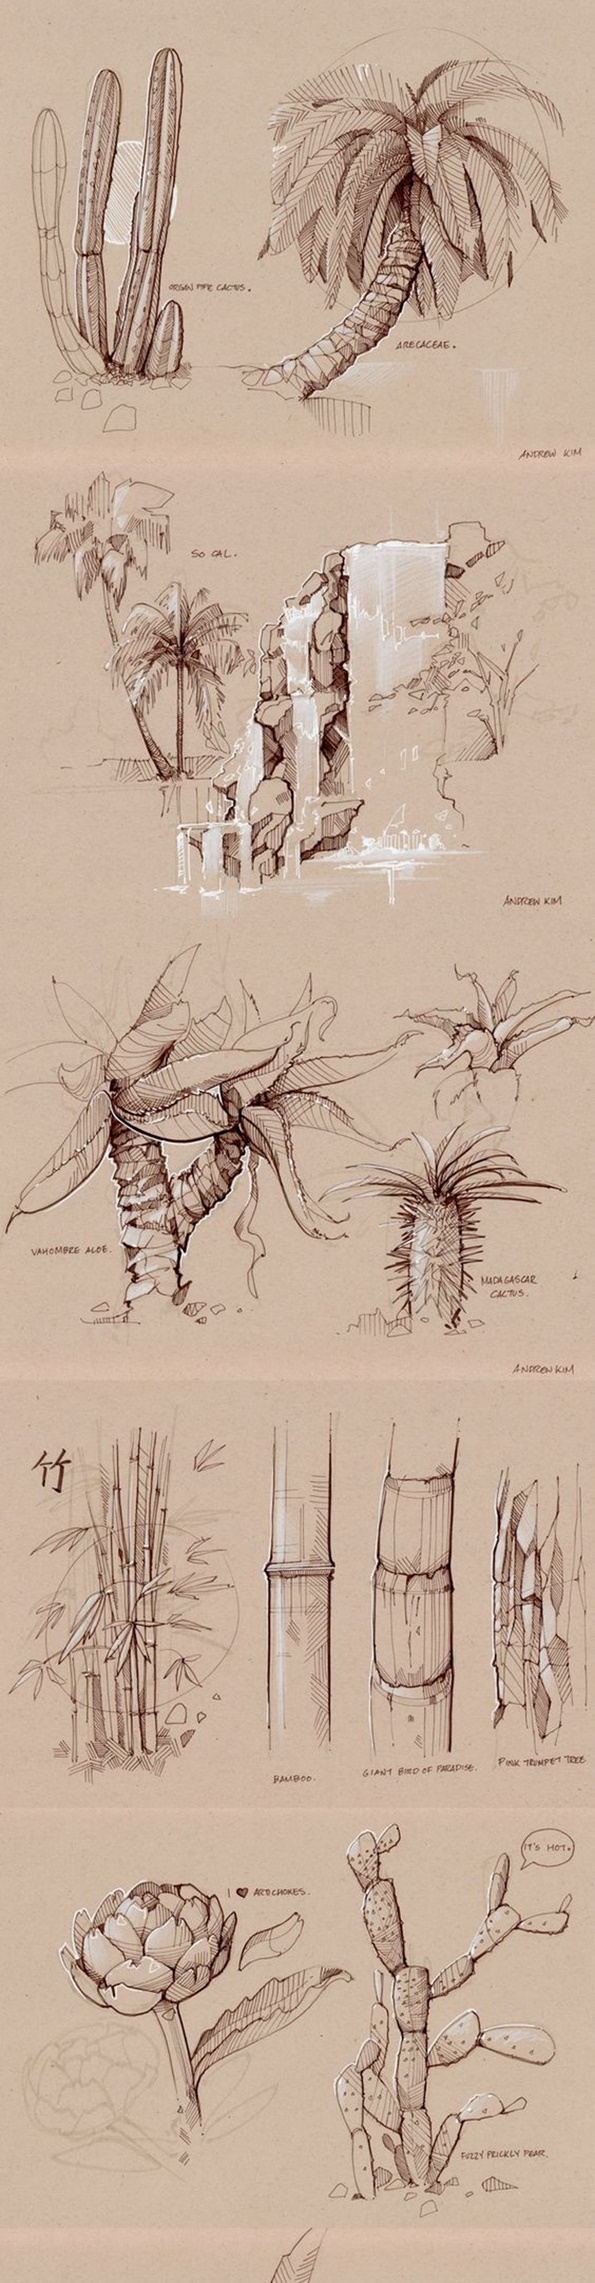 ORGAN PIPE CACTUS.
ARECACEAE.
ANDREW KIM
SO CAL.
ANDREW KIM
VAHOMBRE ALOE.
MADAGASCAR
CACTUS.
ANDREW KIM
竹
BAMBOO.
GIANT BIRD OF PARADISE.
PINK TRUMPET TREE
I ♥ ARTICHOKES.
IT'S HOT.
FUZZY PRICKLY PEAR.